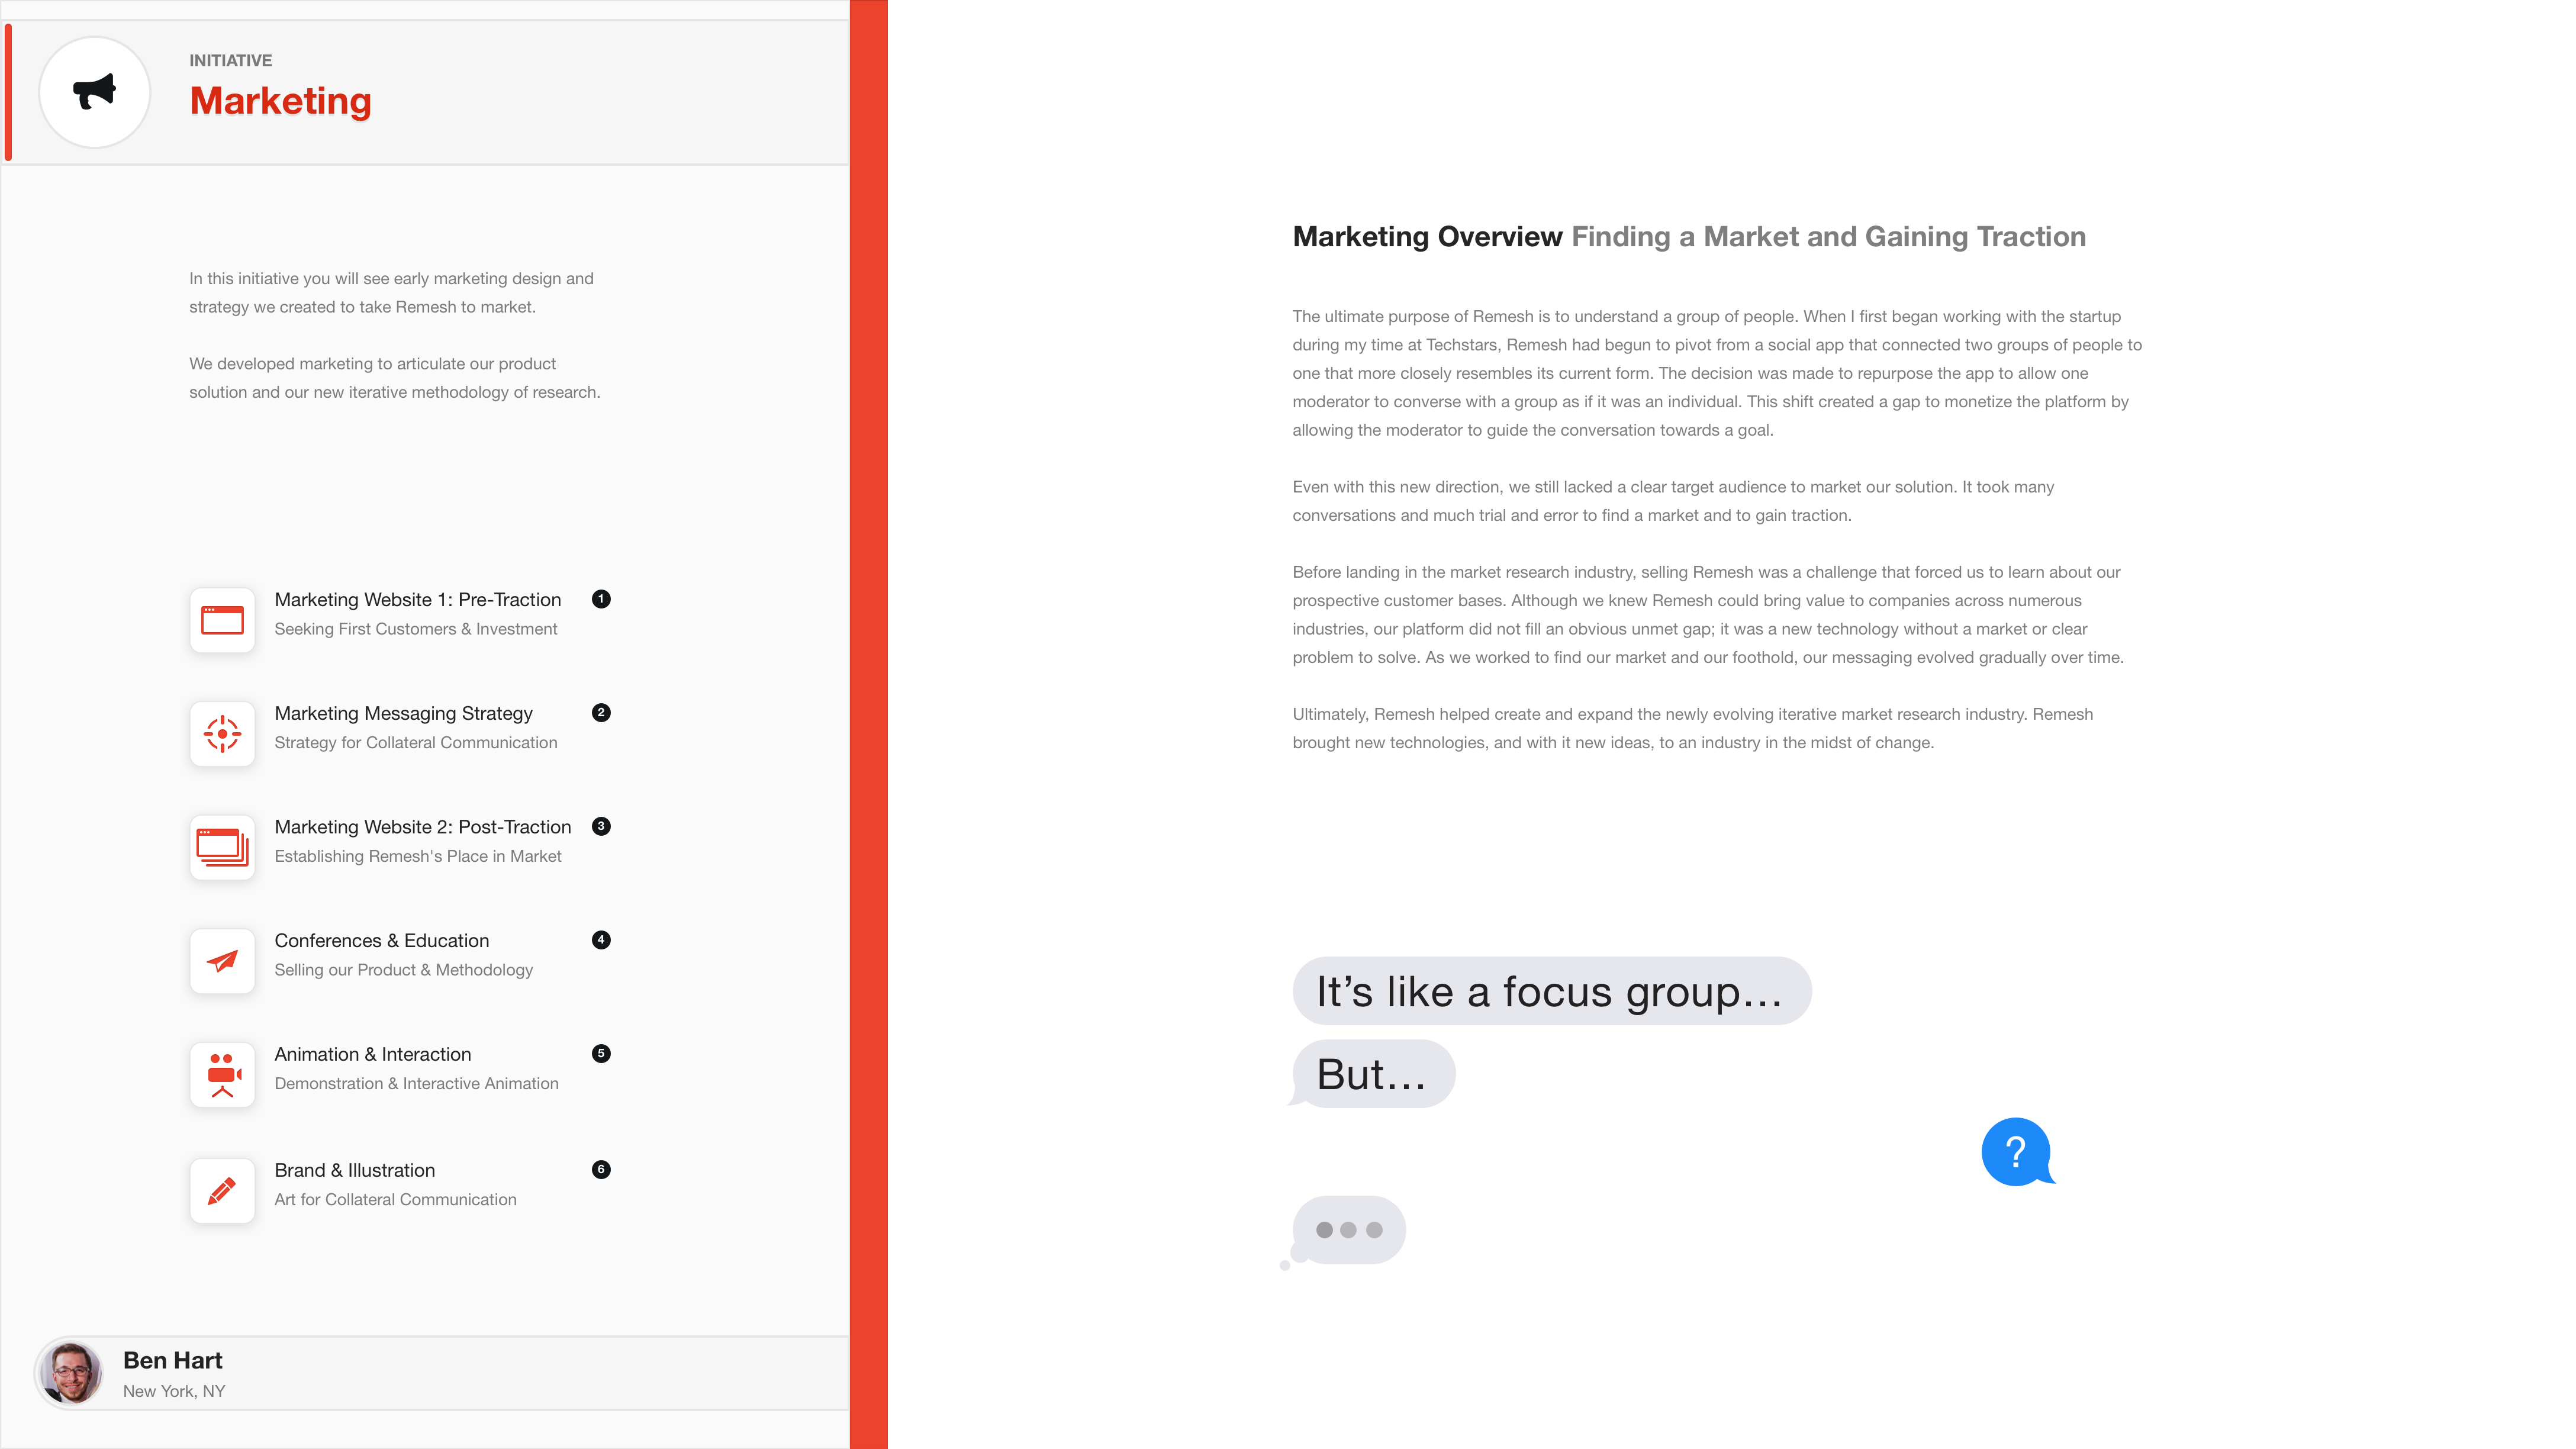 INITIATIVE
Marketing
In this initiative you will see early marketing design and
strategy we created to take Remesh to market.
We developed marketing to articulate our product
solution and our new iterative methodology of research.
Marketing Website 1: Pre-Traction 1
Seeking First Customers & Investment
Marketing Messaging Strategy 2
Strategy for Collateral Communication
Marketing Website 2: Post-Traction 3
Establishing Remesh's Place in Market
Conferences & Education 4
Selling our Product & Methodology
Animation & Interaction 5
Demonstration & Interactive Animation
Brand & Illustration 6
Art for Collateral Communication
Ben Hart
New York, NY
Marketing Overview Finding a Market and Gaining Traction
The ultimate purpose of Remesh is to understand a group of people. When I first began working with the startup
during my time at Techstars, Remesh had begun to pivot from a social app that connected two groups of people to
one that more closely resembles its current form. The decision was made to repurpose the app to allow one
moderator to converse with a group as if it was an individual. This shift created a gap to monetize the platform by
allowing the moderator to guide the conversation towards a goal.
Even with this new direction, we still lacked a clear target audience to market our solution. It took many
conversations and much trial and error to find a market and to gain traction.
Before landing in the market research industry, selling Remesh was a challenge that forced us to learn about our
prospective customer bases. Although we knew Remesh could bring value to companies across numerous
industries, our platform did not fill an obvious unmet gap; it was a new technology without a market or clear
problem to solve. As we worked to find our market and our foothold, our messaging evolved gradually over time.
Ultimately, Remesh helped create and expand the newly evolving iterative market research industry. Remesh
brought new technologies, and with it new ideas, to an industry in the midst of change.
It’s like a focus group…
But…
?